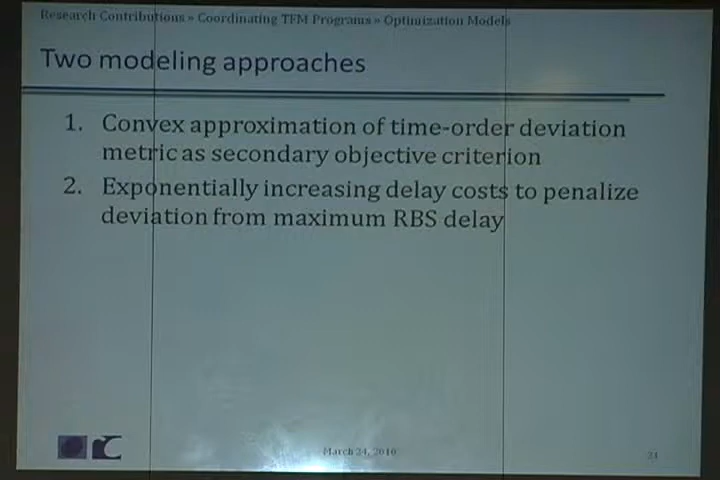 Research Contributions » Coordinating TFM Programs » Optimization Models
Two modeling approaches
1. Convex approximation of time-order deviation
metric as secondary objective criterion
2. Exponentially increasing delay costs to penalize
deviation from maximum RBS delay
March 24, 2010
24